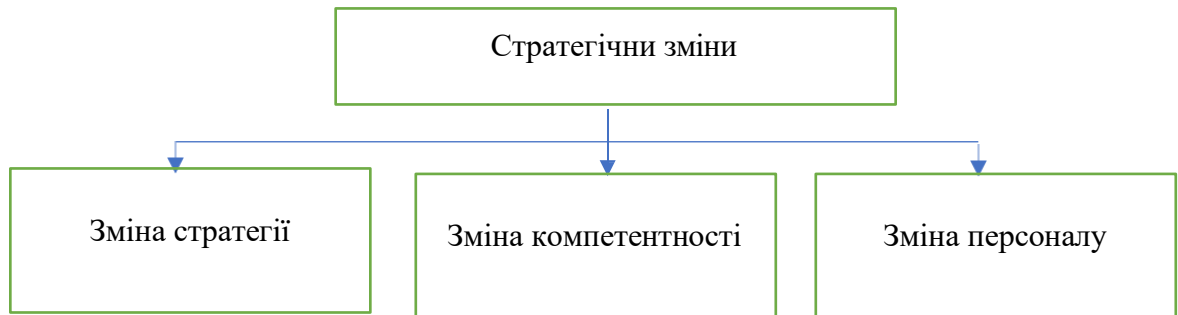 Стратегічни зміни
Зміна стратегії
Зміна компетентності
Зміна персоналу